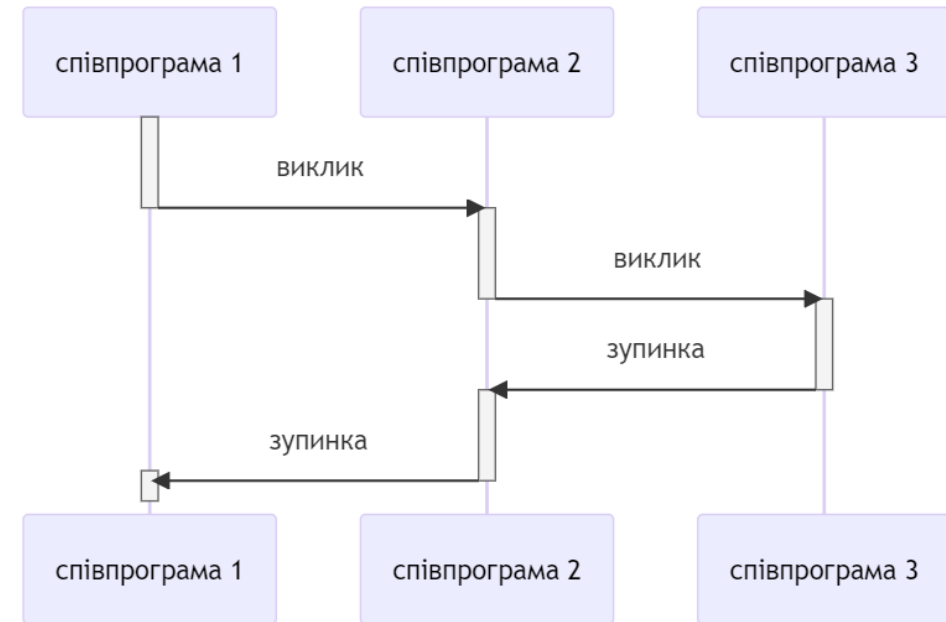 співпрограма 1
співпрограма 2
співпрограма 3
виклик
виклик
зупинка
зупинка
співпрограма 1
співпрограма 2
співпрограма 3